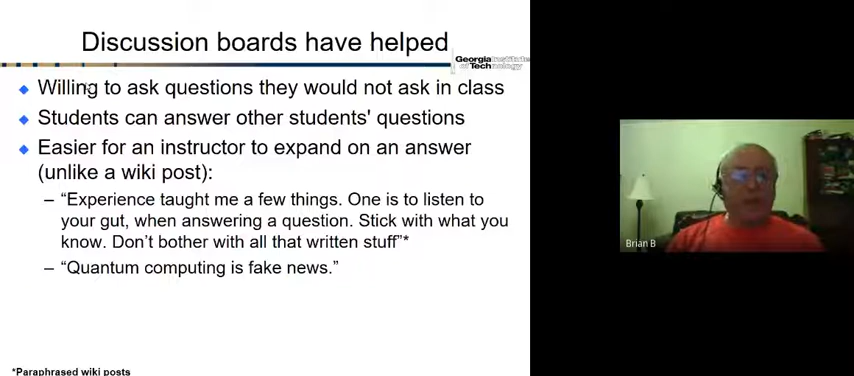 Discussion boards have helped
Georgia Institute
of Technology
Willing to ask questions they would not ask in class
Students can answer other students' questions
Easier for an instructor to expand on an answer
(unlike a wiki post):
– “Experience taught me a few things. One is to listen to
your gut, when answering a question. Stick with what you
know. Don’t bother with all that written stuff”*
– “Quantum computing is fake news.”
*Paraphrased wiki posts
Brian B